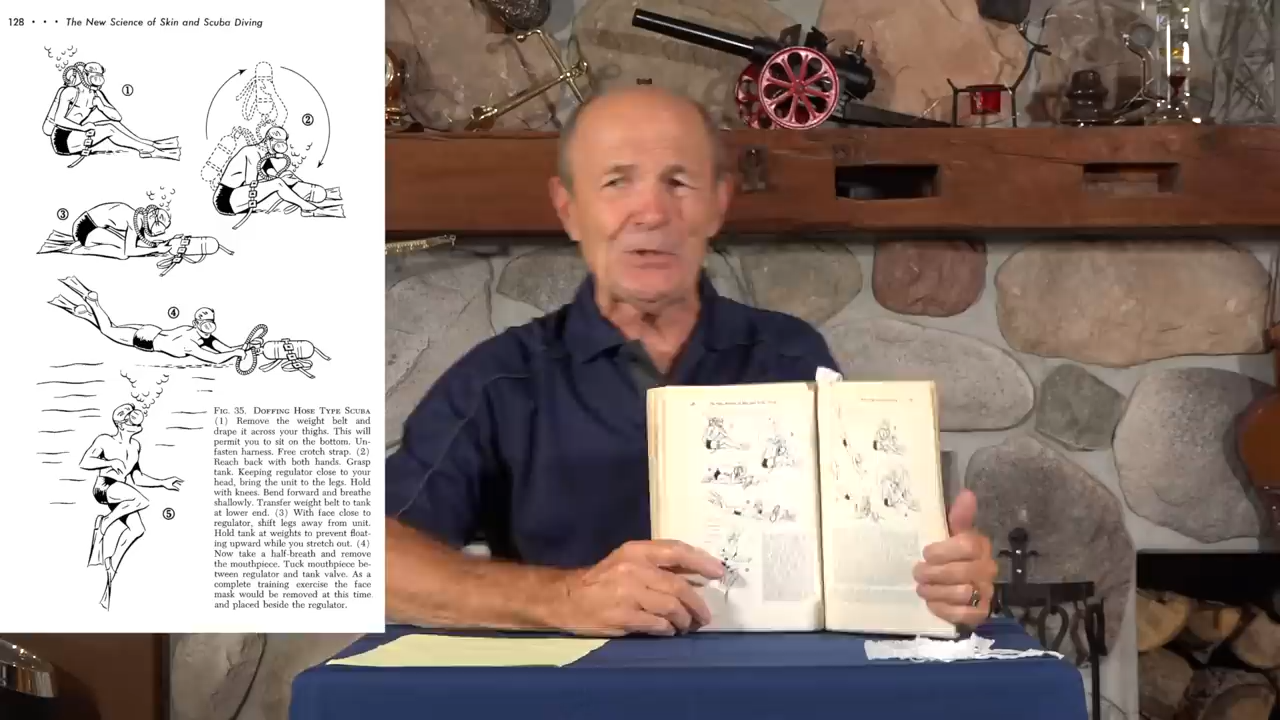 128 • • • The New Science of Skin and Scuba Diving
①
②
③
④
⑤
FIG. 35. DOFFING HOSE TYPE SCUBA
(1) Remove the weight belt and
drape it across your thighs. This will
permit you to sit on the bottom. Un-
fasten harness. Free crotch strap. (2)
Reach back with both hands. Grasp
tank. Keeping regulator close to your
head, bring the unit to the legs. Hold
with knees. Bend forward and breathe
shallowly. Transfer weight belt to tank
at lower end. (3) With face close to
regulator, shift legs away from unit.
Hold tank at weights to prevent float-
ing upward while you stretch out. (4)
Now take a half-breath and remove
the mouthpiece. Tuck mouthpiece be-
tween regulator and tank valve. As a
complete training exercise the face
mask would be removed at this time
and placed beside the regulator.